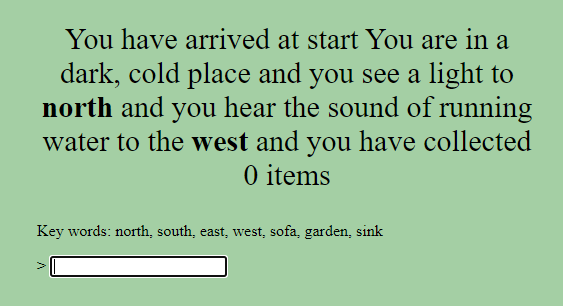 You have arrived at start You are in a
dark, cold place and you see a light to
north and you hear the sound of running
water to the west and you have collected
0 items
Key words: north, south, east, west, sofa, garden, sink
>